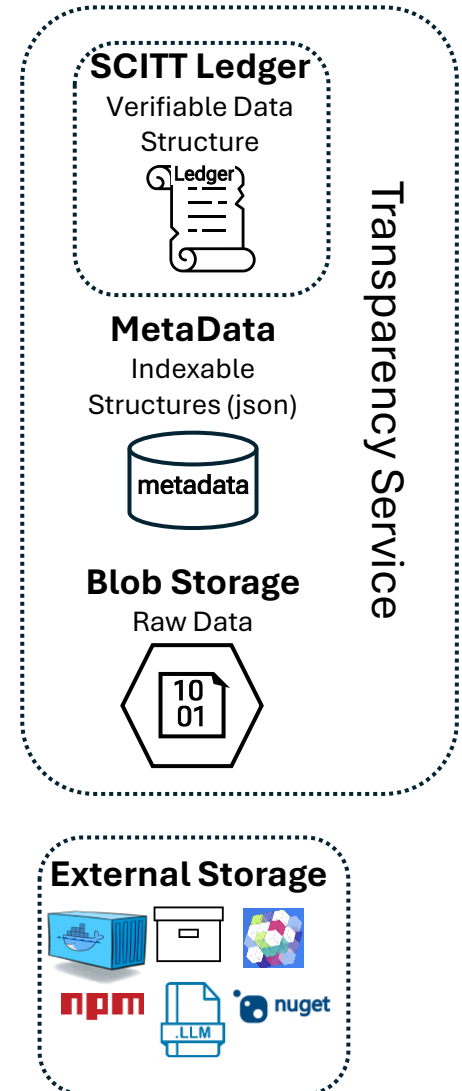 SCITT Ledger
Verifiable Data
Structure
Ledger
MetaData
Indexable
Structures (json)
metadata
Blob Storage
Raw Data
10
01
Transparency Service
External Storage
npm
.LLM
nuget